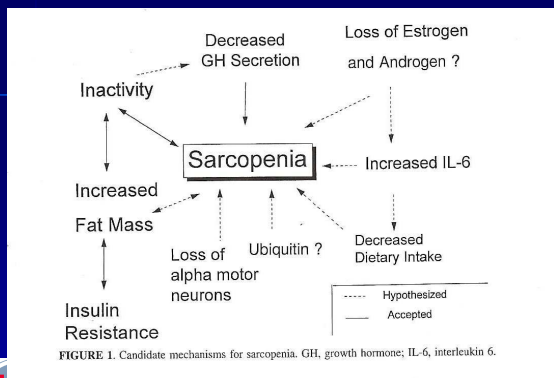 Decreased
GH Secretion
Loss of Estrogen
and Androgen ?
Inactivity
Sarcopenia
Increased IL-6
Increased
Fat Mass
Loss of
alpha motor
neurons
Ubiquitin ?
Decreased
Dietary Intake
Insulin
Resistance
Hypothesized
Accepted
FIGURE 1. Candidate mechanisms for sarcopenia. GH, growth hormone; IL-6, interleukin 6.